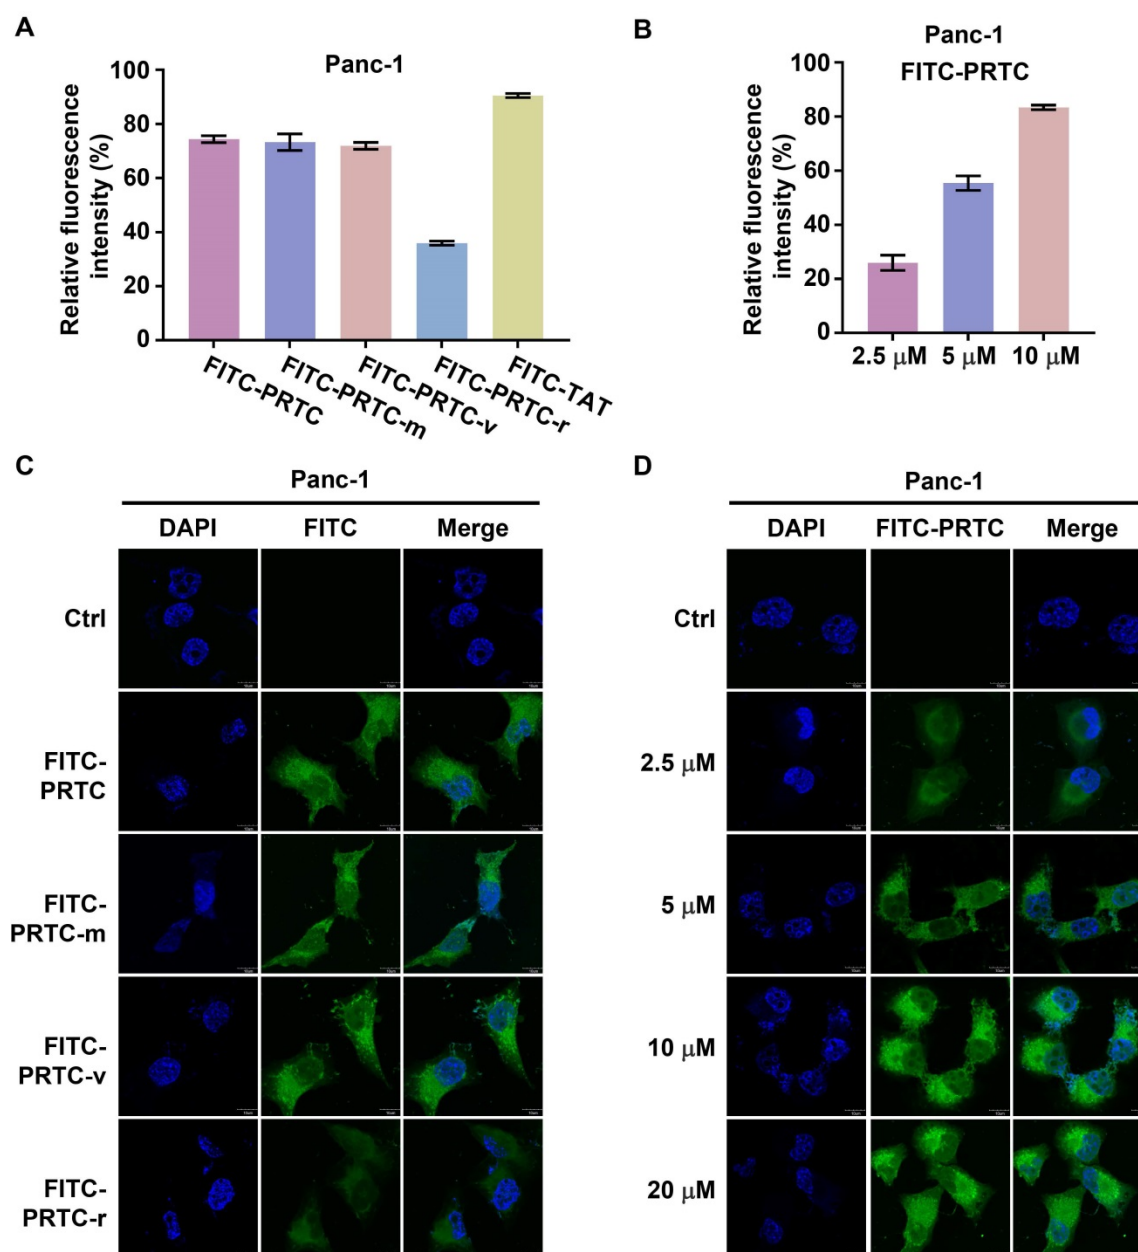 A
Panc-1
Relative fluorescence
intensity (%)
100
80
60
40
20
0
FITC-PRTC
FITC-PRTC-m
FITC-PRTC-v
FITC-PRTC-r
FITC-TAT
B
Panc-1
FITC-PRTC
Relative fluorescence
intensity (%)
100
80
60
40
20
0
2.5 μM 5 μM 10 μM
C
Panc-1
DAPI FITC Merge
Ctrl
FITC-
PRTC
FITC-
PRTC-m
FITC-
PRTC-v
FITC-
PRTC-r
D
Panc-1
DAPI FITC-PRTC Merge
Ctrl
2.5 μM
5 μM
10 μM
20 μM